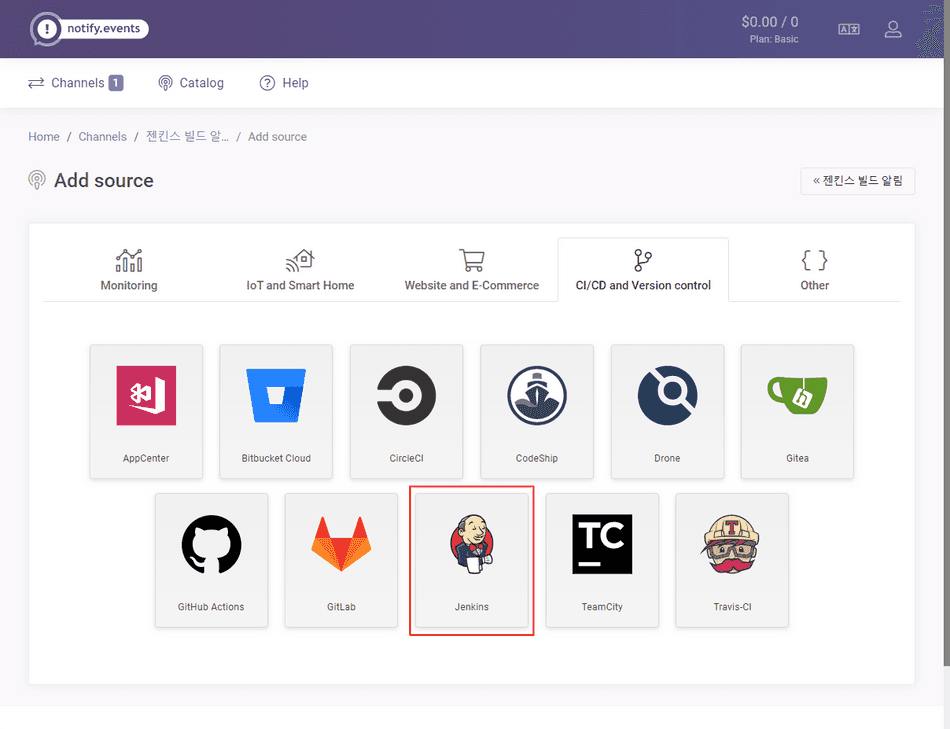 notify.events
$0.00 / 0
Plan: Basic
Channels 1
Catalog
Help
Home / Channels / 젠킨스 빌드 알... / Add source
Add source
« 젠킨스 빌드 알림
Monitoring
IoT and Smart Home
Website and E-Commerce
CI/CD and Version control
Other
AppCenter
Bitbucket Cloud
CircleCI
CodeShip
Drone
Gitea
GitHub Actions
GitLab
Jenkins
TC
TeamCity
T
Travis-CI